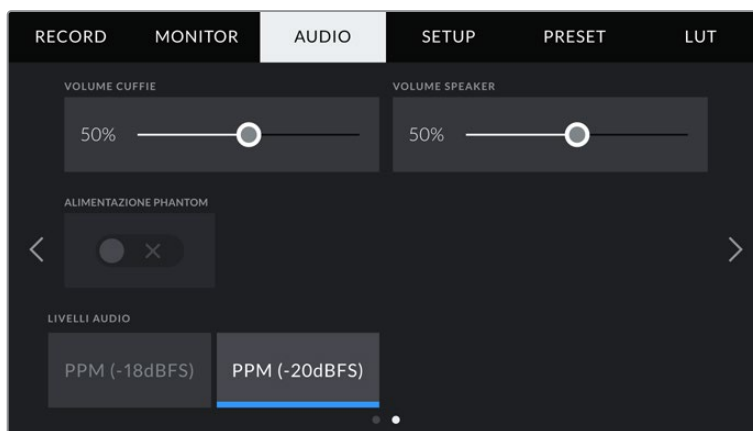 RECORD MONITOR AUDIO SETUP PRESET LUT
VOLUME CUFFIE VOLUME SPEAKER
50% 50%
ALIMENTAZIONE PHANTOM
LIVELLI AUDIO
PPM (-18dBFS) PPM (-20dBFS)